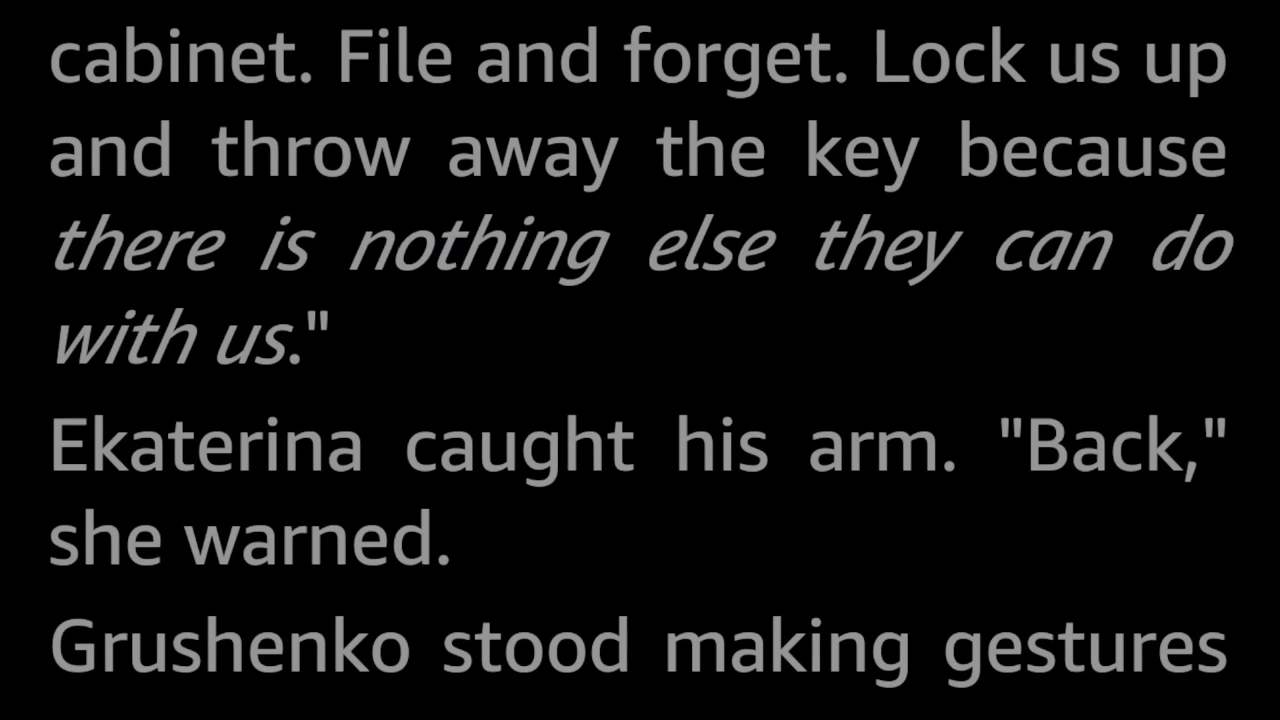 cabinet. File and forget. Lock us up
and throw away the key because
there is nothing else they can do
with us."
Ekaterina caught his arm. "Back,"
she warned.
Grushenko stood making gestures